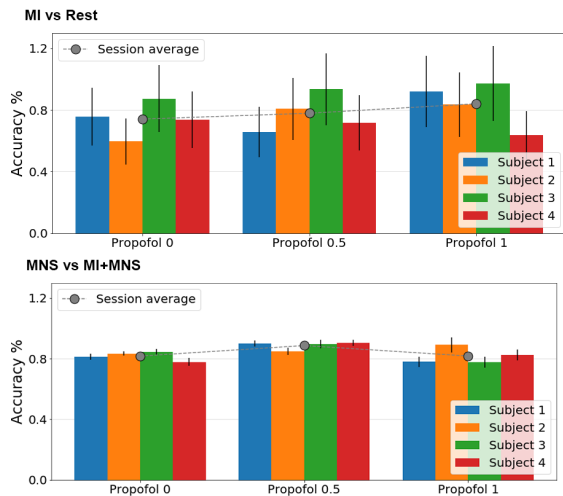 MI vs Rest
1.2
0.8
0.4
0.0
Accuracy %
Session average
Subject 1
Subject 2
Subject 3
Subject 4
Propofol 0
Propofol 0.5
Propofol 1
MNS vs MI+MNS
1.2
0.8
0.4
0.0
Accuracy %
Session average
Subject 1
Subject 2
Subject 3
Subject 4
Propofol 0
Propofol 0.5
Propofol 1